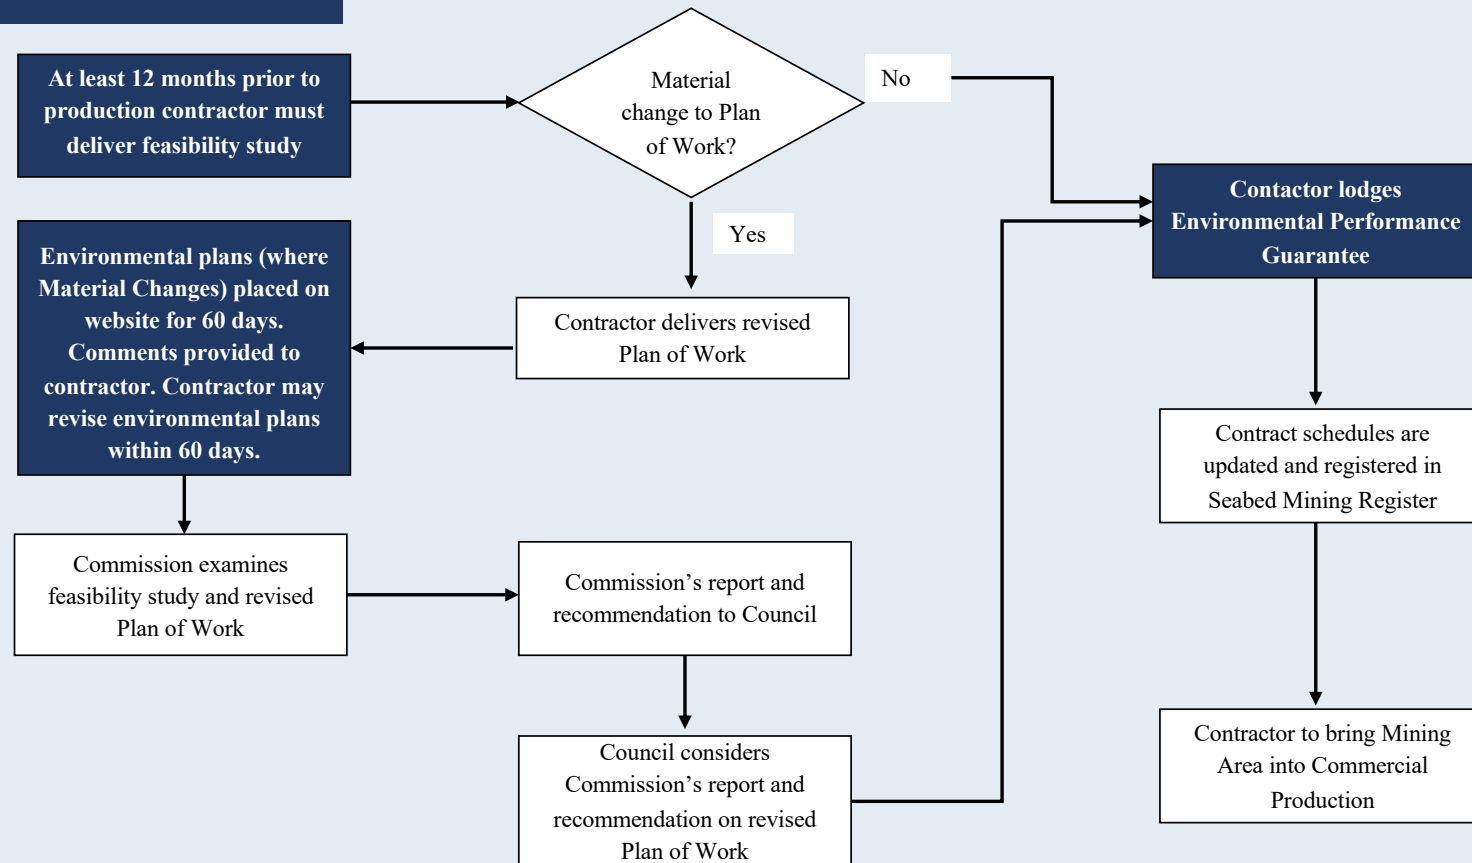 At least 12 months prior to
production contractor must
deliver feasibility study
Material
change to Plan
of Work?
No
Yes
Contractor delivers revised
Plan of Work
Environmental plans (where
Material Changes) placed on
website for 60 days.
Comments provided to
contractor. Contractor may
revise environmental plans
within 60 days.
Commission examines
feasibility study and revised
Plan of Work
Commission’s report and
recommendation to Council
Council considers
Commission’s report and
recommendation on revised
Plan of Work
Contactor lodges
Environmental Performance
Guarantee
Contract schedules are
updated and registered in
Seabed Mining Register
Contractor to bring Mining
Area into Commercial
Production